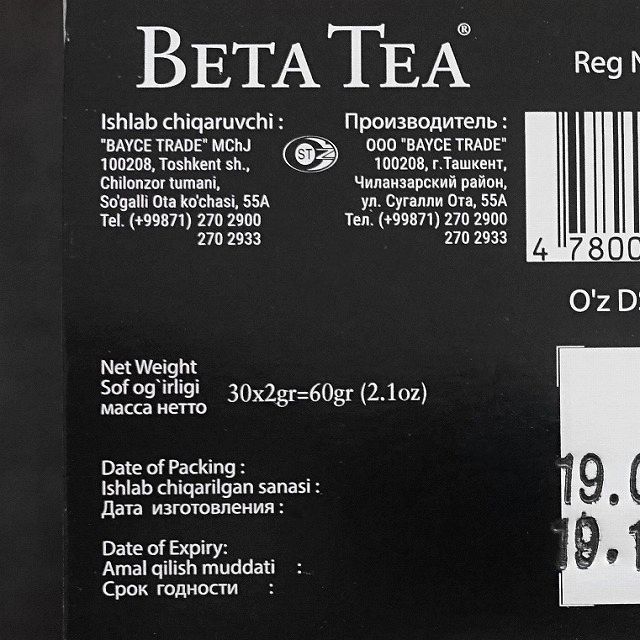 BETA TEA®
Reg
Ishlab chiqaruvchi :
"BAYCE TRADE" MChJ
100208, Toshkent sh.,
Chilonzor tumani,
So'galli Ota ko'chasi, 55A
Tel. (+99871) 270 2900
270 2933
ST
Производитель :
ООО "BAYCE TRADE"
100208, г.Ташкент,
Чиланзарский район,
ул. Сугалли Ота, 55А
Тел. (+99871) 270 2900
270 2933
4 7800
O'z
Net Weight
Sof og`irligi
масса нетто
30x2gr=60gr (2.1oz)
Date of Packing :
Ishlab chiqarilgan sanasi :
Дата изготовления :
Date of Expiry:
Amal qilish muddati :
Срок годности :
19.
19.